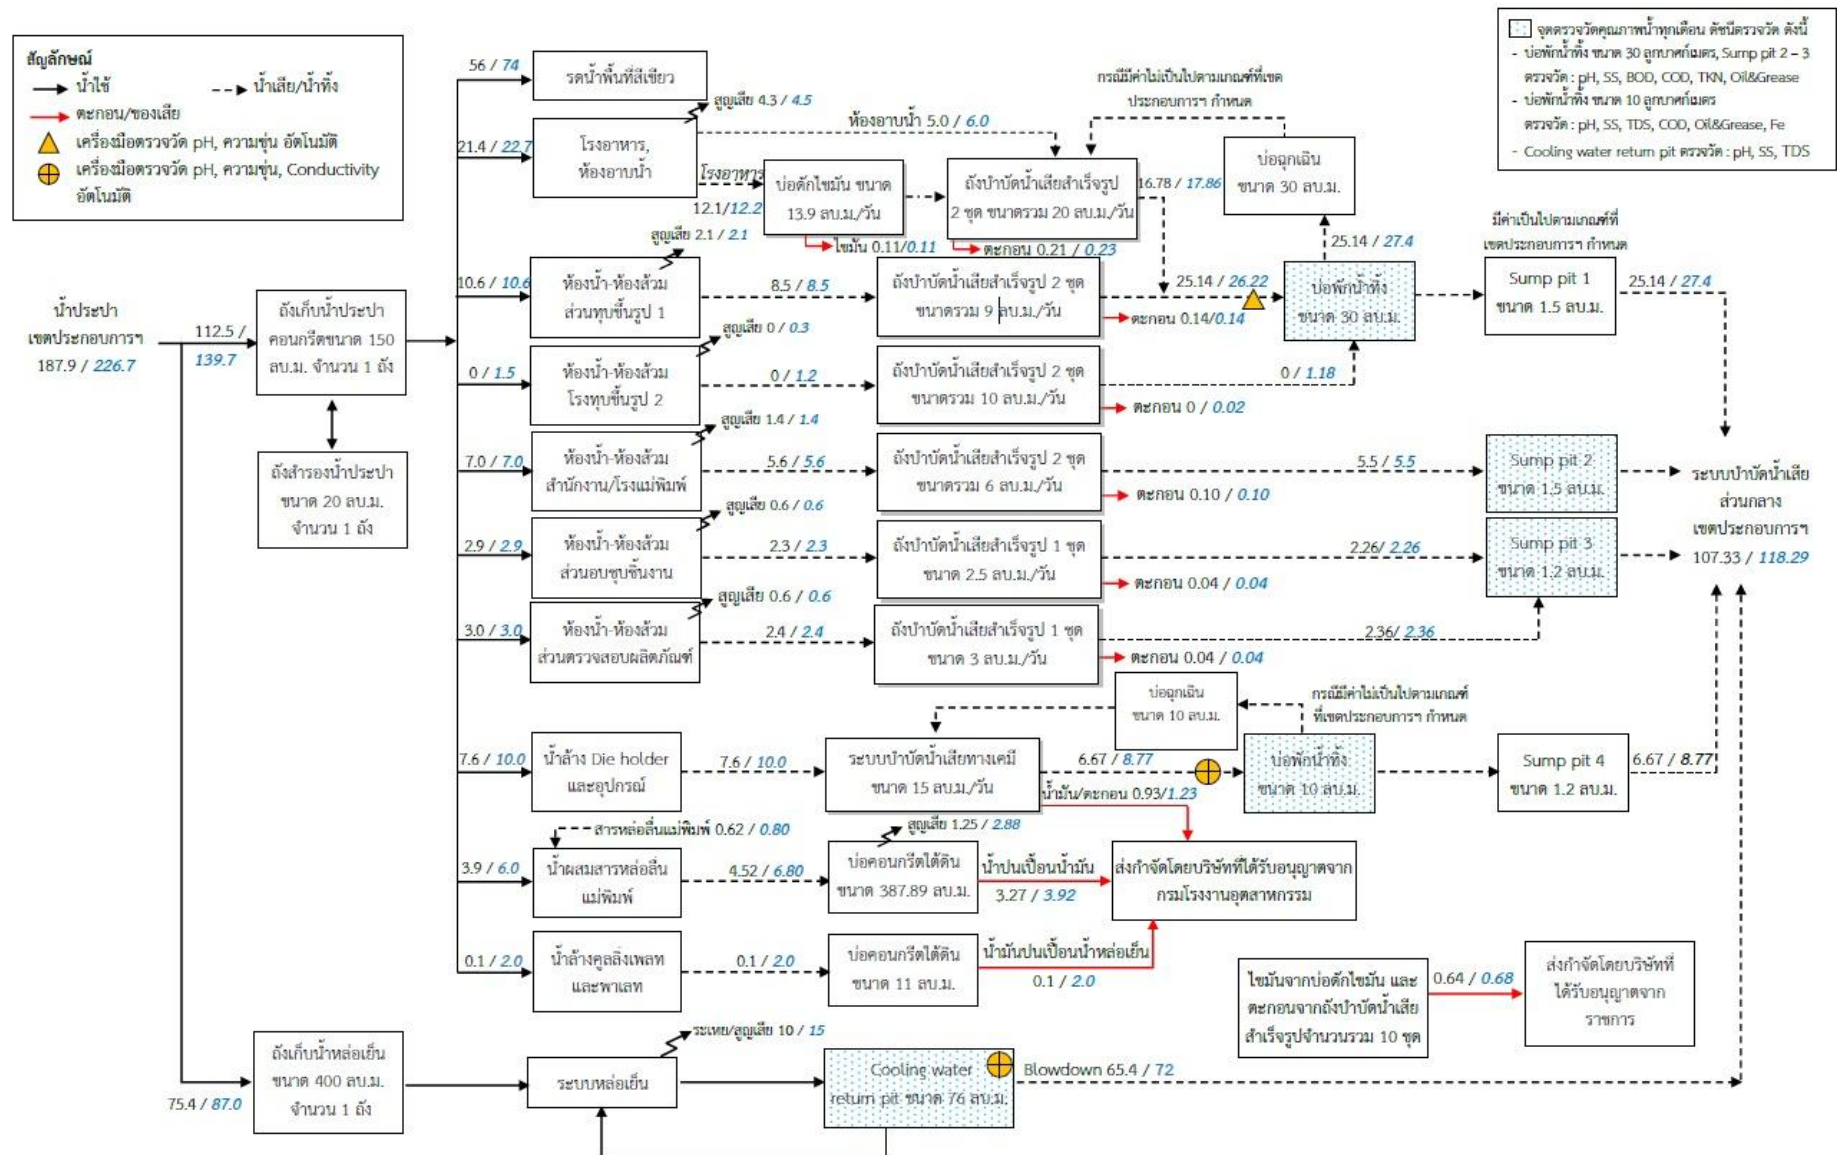 สัญลักษณ์
น้ำใช้
น้ำเสีย/น้ำทิ้ง
ตะกอน/ของเสีย
เครื่องมือตรวจวัด pH, ความขุ่น อัตโนมัติ
เครื่องมือตรวจวัด pH, ความขุ่น, Conductivity
อัตโนมัติ
จุดตรวจวัดคุณภาพน้ำทุกเดือน ดัชนีตรวจวัด ดังนี้
- บ่อพักน้ำทิ้ง ขนาด 30 ลูกบาศก์เมตร, Sump pit 2 – 3
ตรวจวัด : pH, SS, BOD, COD, TKN, Oil&Grease
- บ่อพักน้ำทิ้ง ขนาด 10 ลูกบาศก์เมตร
ตรวจวัด : pH, SS, TDS, COD, Oil&Grease, Fe
- Cooling water return pit ตรวจวัด : pH, SS, TDS
น้ำประปา
เขตประกอบการฯ
187.9 / 226.7
112.5 /
139.7
ถังเก็บน้ำประปา
คอนกรีตขนาด 150
ลบ.ม. จำนวน 1 ถัง
ถังสำรองน้ำประปา
ขนาด 20 ลบ.ม.
จำนวน 1 ถัง
56 / 74
รดน้ำพื้นที่สีเขียว
21.4 / 22.7
โรงอาหาร,
ห้องอาบน้ำ
สูญเสีย 4.3 / 4.5
ห้องอาบน้ำ 5.0 / 6.0
โรงอาหาร
12.1/12.2
บ่อดักไขมัน ขนาด
13.9 ลบ.ม./วัน
ไขมัน 0.11/0.11
ถังบำบัดน้ำเสียสำเร็จรูป
2 ชุด ขนาดรวม 20 ลบ.ม./วัน
ตะกอน 0.21 / 0.23
16.78 / 17.86
กรณีมีค่าไม่เป็นไปตามเกณฑ์ที่เขต
ประกอบการฯ กำหนด
บ่อฉุกเฉิน
ขนาด 30 ลบ.ม.
25.14 / 27.4
มีค่าเป็นไปตามเกณฑ์ที่
เขตประกอบการฯ กำหนด
10.6 / 10.6
ห้องน้ำ-ห้องส้วม
ส่วนทุบขึ้นรูป 1
สูญเสีย 2.1 / 2.1
8.5 / 8.5
ถังบำบัดน้ำเสียสำเร็จรูป 2 ชุด
ขนาดรวม 9 ลบ.ม./วัน
25.14 / 26.22
ตะกอน 0.14/0.14
บ่อพักน้ำทิ้ง
ขนาด 30 ลบ.ม.
Sump pit 1
ขนาด 1.5 ลบ.ม.
25.14 / 27.4
0 / 1.5
ห้องน้ำ-ห้องส้วม
โรงทุบขึ้นรูป 2
สูญเสีย 0 / 0.3
0 / 1.2
ถังบำบัดน้ำเสียสำเร็จรูป 2 ชุด
ขนาดรวม 10 ลบ.ม./วัน
0 / 1.18
ตะกอน 0 / 0.02
7.0 / 7.0
ห้องน้ำ-ห้องส้วม
สำนักงาน/โรงแม่พิมพ์
สูญเสีย 1.4 / 1.4
5.6 / 5.6
ถังบำบัดน้ำเสียสำเร็จรูป 2 ชุด
ขนาดรวม 6 ลบ.ม./วัน
ตะกอน 0.10 / 0.10
5.5 / 5.5
Sump pit 2
ขนาด 1.5 ลบ.ม.
ระบบบำบัดน้ำเสีย
ส่วนกลาง
เขตประกอบการฯ
107.33 / 118.29
2.9 / 2.9
ห้องน้ำ-ห้องส้วม
ส่วนอบชุบชิ้นงาน
สูญเสีย 0.6 / 0.6
2.3 / 2.3
ถังบำบัดน้ำเสียสำเร็จรูป 1 ชุด
ขนาด 2.5 ลบ.ม./วัน
ตะกอน 0.04 / 0.04
2.26/ 2.26
Sump pit 3
ขนาด 1.2 ลบ.ม.
3.0 / 3.0
ห้องน้ำ-ห้องส้วม
ส่วนตรวจสอบผลิตภัณฑ์
สูญเสีย 0.6 / 0.6
2.4 / 2.4
ถังบำบัดน้ำเสียสำเร็จรูป 1 ชุด
ขนาด 3 ลบ.ม./วัน
ตะกอน 0.04 / 0.04
2.36/ 2.36
บ่อฉุกเฉิน
ขนาด 10 ลบ.ม.
กรณีมีค่าไม่เป็นไปตามเกณฑ์
ที่เขตประกอบการฯ กำหนด
7.6 / 10.0
น้ำล้าง Die holder
และอุปกรณ์
7.6 / 10.0
ระบบบำบัดน้ำเสียทางเคมี
ขนาด 15 ลบ.ม./วัน
6.67 / 8.77
น้ำมัน/ตะกอน 0.93/1.23
บ่อพักน้ำทิ้ง
ขนาด 10 ลบ.ม.
Sump pit 4
ขนาด 1.2 ลบ.ม.
6.67 / 8.77
สารหล่อลื่นแม่พิมพ์ 0.62 / 0.80
3.9 / 6.0
น้ำผสมสารหล่อลื่น
แม่พิมพ์
4.52 / 6.80
สูญเสีย 1.25 / 2.88
บ่อคอนกรีตใต้ดิน
ขนาด 387.89 ลบ.ม.
น้ำปนเปื้อนน้ำมัน
3.27 / 3.92
ส่งกำจัดโดยบริษัทที่ได้รับอนุญาตจาก
กรมโรงงานอุตสาหกรรม
0.1 / 2.0
น้ำล้างคูลลิ่งเพลท
และพาเลท
0.1 / 2.0
บ่อคอนกรีตใต้ดิน
ขนาด 11 ลบ.ม.
น้ำมันปนเปื้อนน้ำหล่อเย็น
0.1 / 2.0
ไขมันจากบ่อดักไขมัน และ
ตะกอนจากถังบำบัดน้ำเสีย
สำเร็จรูปจำนวนรวม 10 ชุด
0.64 / 0.68
ส่งกำจัดโดยบริษัทที่
ได้รับอนุญาตจาก
ราชการ
75.4 / 87.0
ถังเก็บน้ำหล่อเย็น
ขนาด 400 ลบ.ม.
จำนวน 1 ถัง
ระบบหล่อเย็น
ระเหย/สูญเสีย 10 / 15
Cooling water
return pit ขนาด 76 ลบ.ม.
Blowdown 65.4 / 72